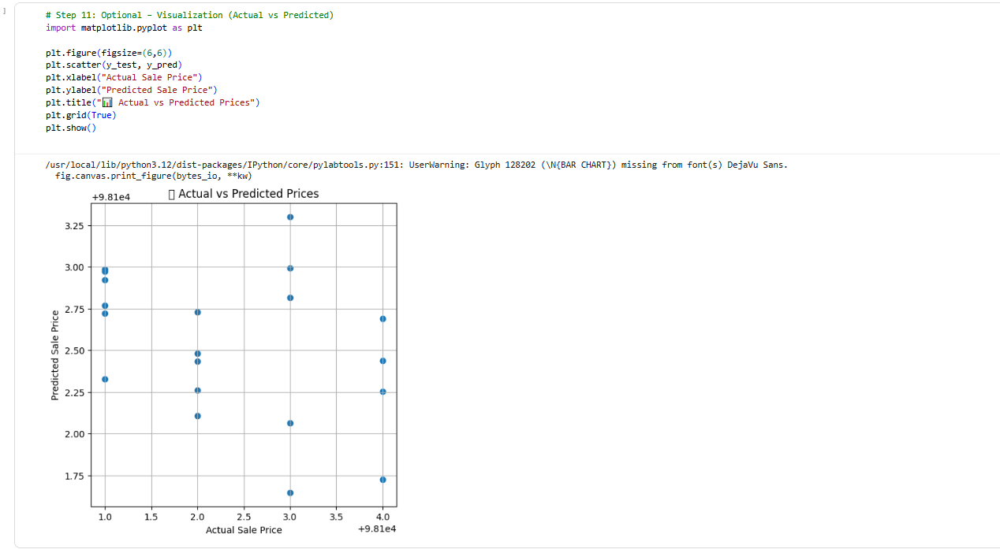 ]
# Step 11: Optional – Visualization (Actual vs Predicted)
import matplotlib.pyplot as plt
plt.figure(figsize=(6,6))
plt.scatter(y_test, y_pred)
plt.xlabel("Actual Sale Price")
plt.ylabel("Predicted Sale Price")
plt.title("📊 Actual vs Predicted Prices")
plt.grid(True)
plt.show()
/usr/local/lib/python3.12/dist-packages/IPython/core/pylabtools.py:151: UserWarning: Glyph 128202 (\N{BAR CHART}) missing from font(s) DejaVu Sans.
fig.canvas.print_figure(bytes_io, **kw)
+9.81e4
▯ Actual vs Predicted Prices
3.25
3.00
2.75
2.50
2.25
2.00
1.75
Predicted Sale Price
1.0 1.5 2.0 2.5 3.0 3.5 4.0
Actual Sale Price
+9.81e4